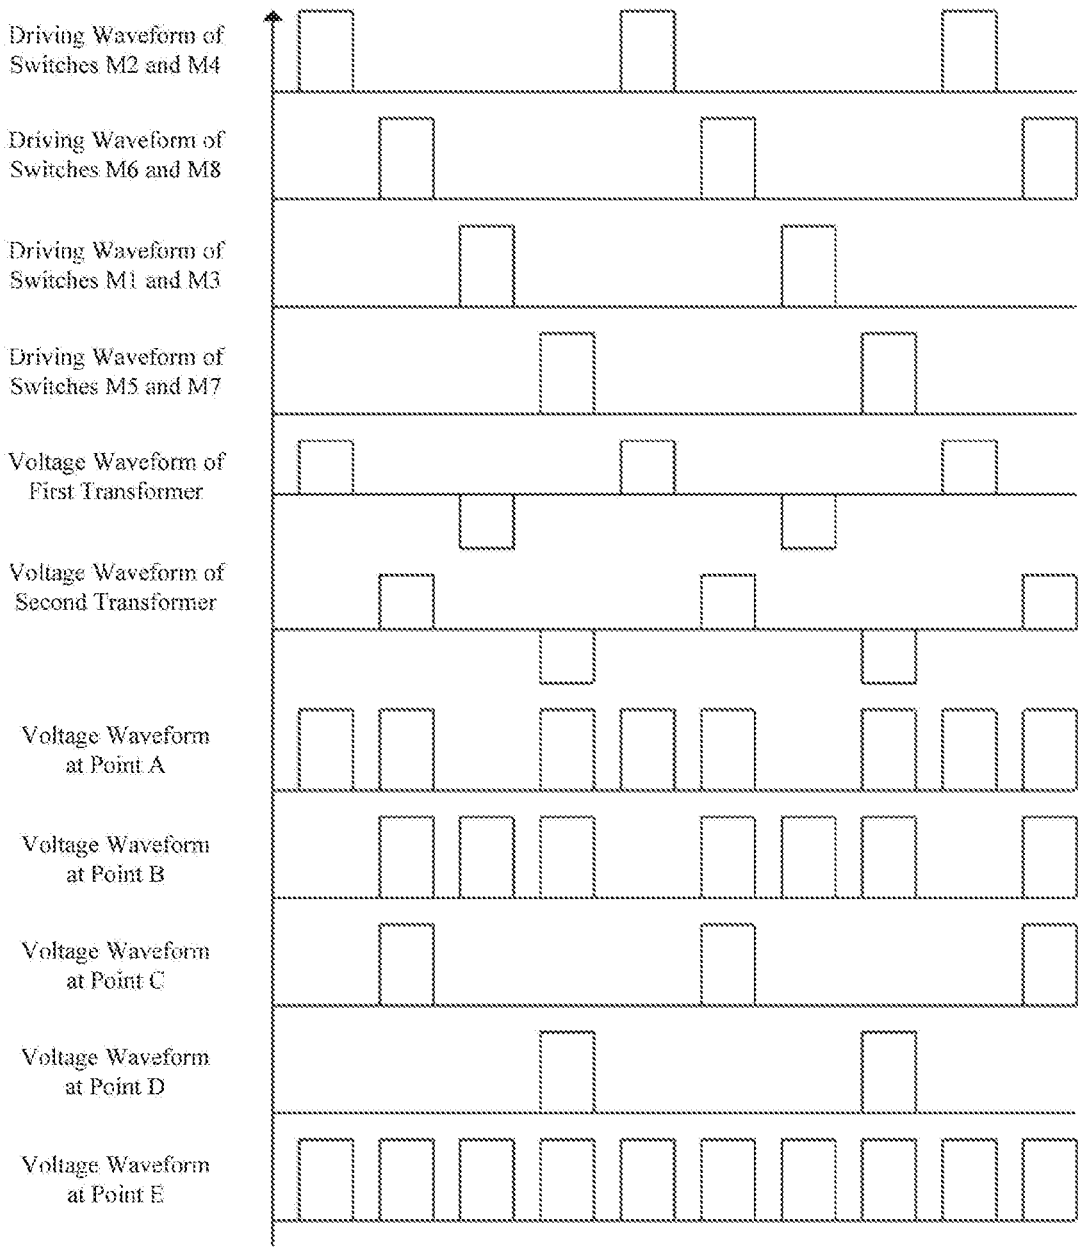 Driving Waveform of
Switches M2 and M4
Driving Waveform of
Switches M6 and M8
Driving Waveform of
Switches M1 and M3
Driving Waveform of
Switches M5 and M7
Voltage Waveform of
First Transformer
Voltage Waveform of
Second Transformer
Voltage Waveform
at Point A
Voltage Waveform
at Point B
Voltage Waveform
at Point C
Voltage Waveform
at Point D
Voltage Waveform
at Point E